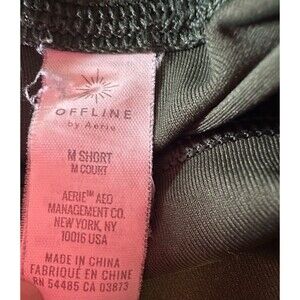 OFFLINE
by Aerie
M SHORT
M COURT
AERIE™ AEO
MANAGEMENT CO.
NEW YORK, NY
10016 USA
MADE IN CHINA
FABRIQUÉ EN CHINE
RN 54485 CA 03873